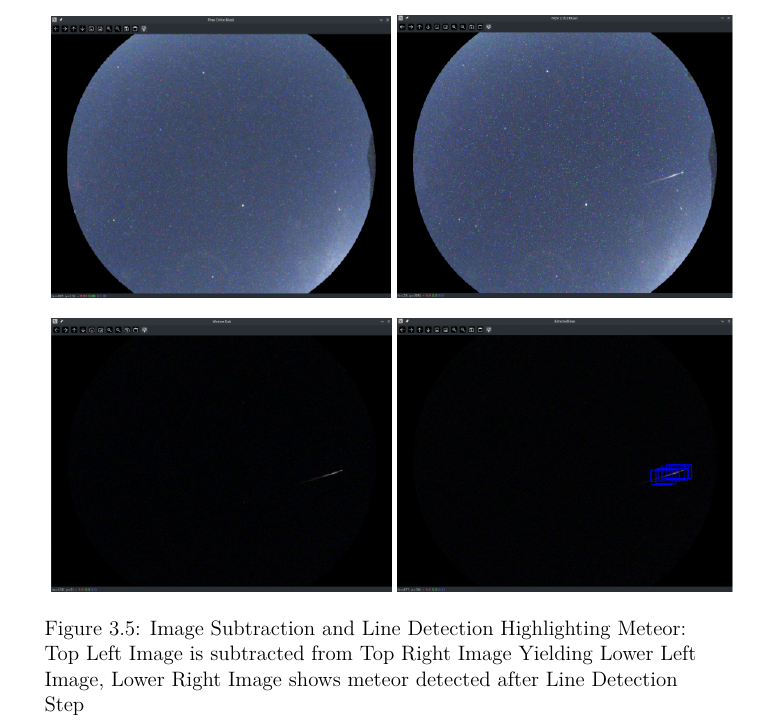 Figure 3.5: Image Subtraction and Line Detection Highlighting Meteor:
Top Left Image is subtracted from Top Right Image Yielding Lower Left
Image, Lower Right Image shows meteor detected after Line Detection
Step